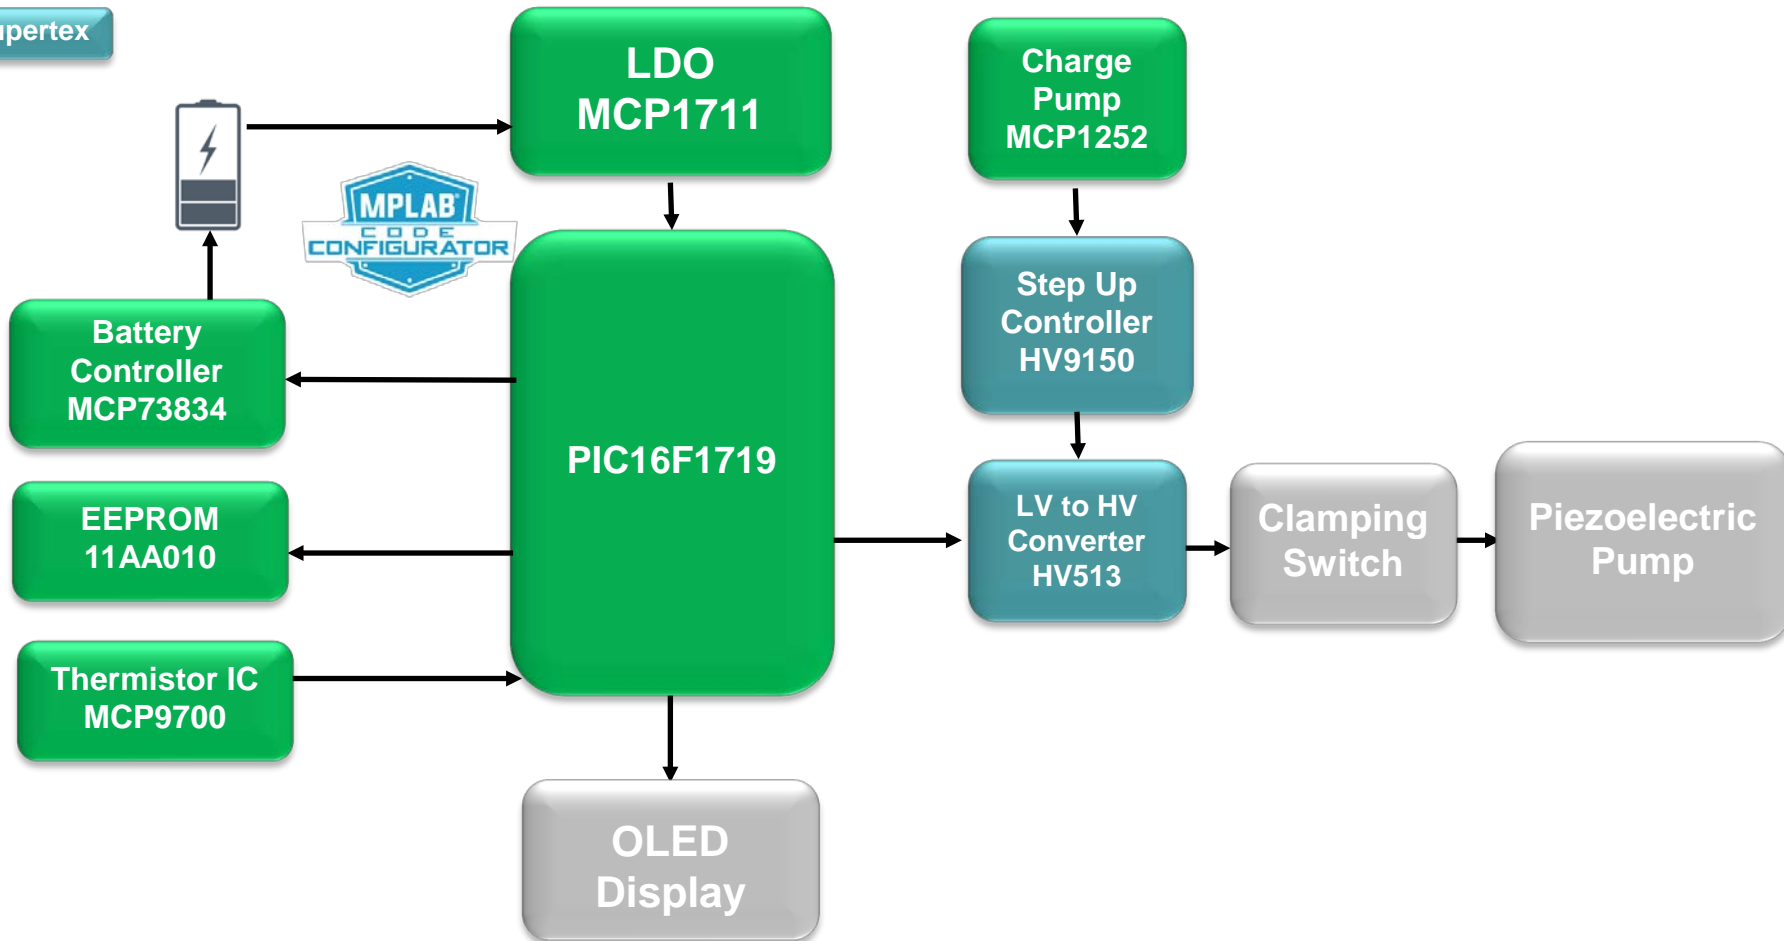 LDO
MCP1711
Charge
Pump
MCP1252
MPLAB®
CODE
CONFIGURATOR
Battery
Controller
MCP73834
Step Up
Controller
HV9150
PIC16F1719
EEPROM
11AA010
LV to HV
Converter
HV513
Clamping
Switch
Piezoelectric
Pump
Thermistor IC
MCP9700
OLED
Display